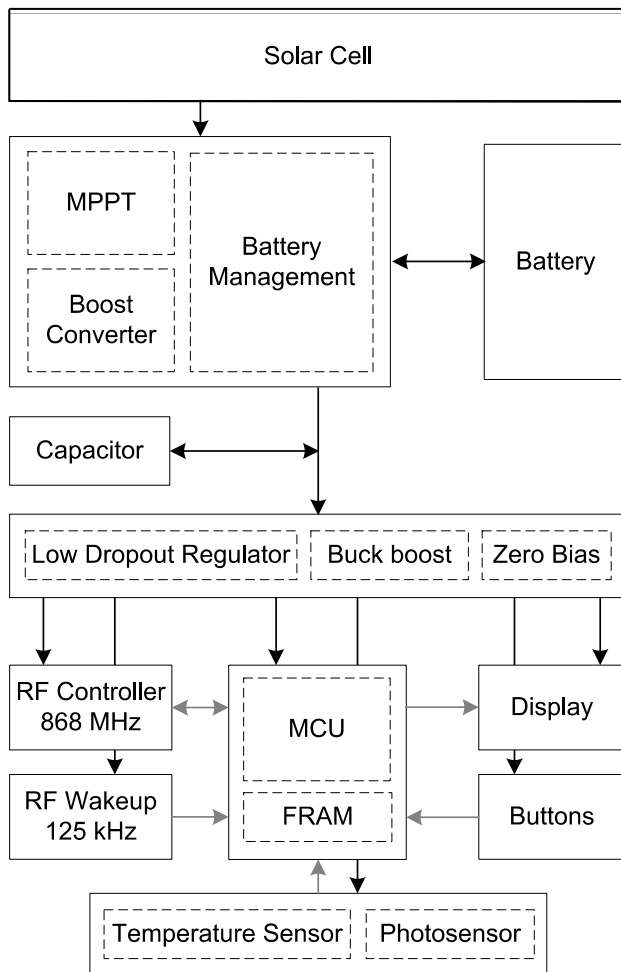 Solar Cell
MPPT
Battery
Management
Boost
Converter
Battery
Capacitor
Low Dropout Regulator
Buck boost
Zero Bias
RF Controller
868 MHz
MCU
Display
RF Wakeup
125 kHz
FRAM
Buttons
Temperature Sensor
Photosensor